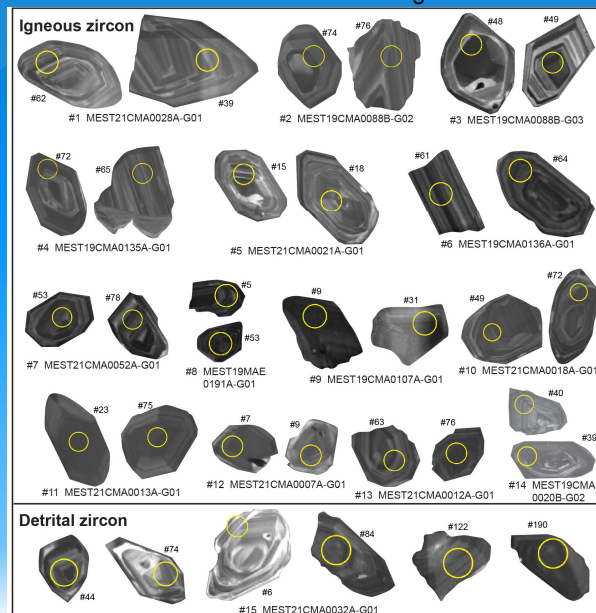 Igneous zircon
#62
#39
#1 MEST21CMA0028A-G01
#74
#76
#2 MEST19CMA0088B-G02
#48
#49
#3 MEST19CMA0088B-G03
#72
#65
#4 MEST19CMA0135A-G01
#15
#18
#5 MEST21CMA0021A-G01
#61
#64
#6 MEST19CMA0136A-G01
#53
#78
#7 MEST21CMA0052A-G01
#5
#53
#8 MEST19MAE
0191A-G01
#9
#31
#9 MEST19CMA0107A-G01
#49
#72
#10 MEST21CMA0018A-G01
#23
#75
#11 MEST21CMA0013A-G01
#7
#9
#12 MEST21CMA0007A-G01
#63
#76
#13 MEST21CMA0012A-G01
#40
#39
#14 MEST19CMA
0020B-G02
Detrital zircon
#44
#74
#6
#84
#122
#190
#15 MEST21CMA0032A-G01